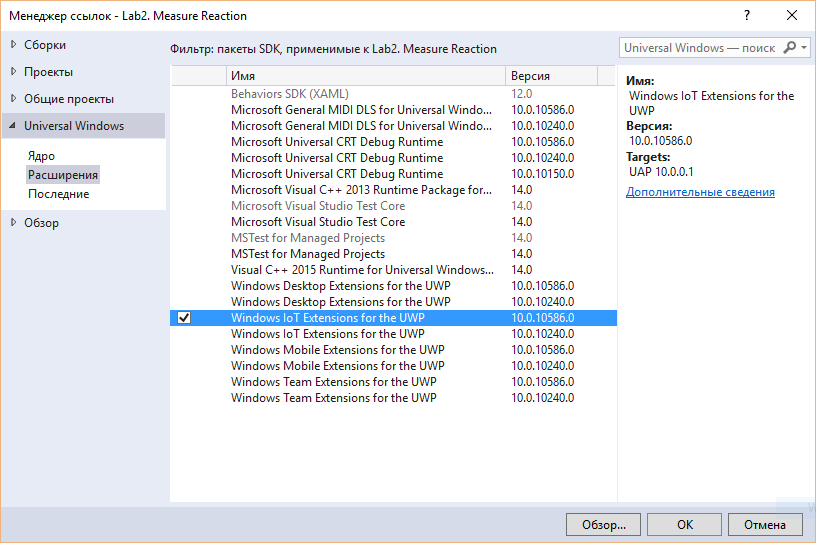 Менеджер ссылок - Lab2. Measure Reaction
Сборки
Проекты
Общие проекты
Universal Windows
Ядро
Расширения
Последние
Обзор
Фильтр: пакеты SDK, применимые к Lab2. Measure Reaction
Имя Версия
Behaviors SDK (XAML) 12.0
Microsoft General MIDI DLS for Universal Windo... 10.0.10586.0
Microsoft General MIDI DLS for Universal Windo... 10.0.10240.0
Microsoft Universal CRT Debug Runtime 10.0.10586.0
Microsoft Universal CRT Debug Runtime 10.0.10240.0
Microsoft Universal CRT Debug Runtime 10.0.10150.0
Microsoft Visual C++ 2013 Runtime Package for... 14.0
Microsoft Visual Studio Test Core 14.0
Microsoft Visual Studio Test Core 14.0
MSTest for Managed Projects 14.0
MSTest for Managed Projects 14.0
Visual C++ 2015 Runtime for Universal Windows... 14.0
Windows Desktop Extensions for the UWP 10.0.10586.0
Windows Desktop Extensions for the UWP 10.0.10240.0
Windows IoT Extensions for the UWP 10.0.10586.0
Windows IoT Extensions for the UWP 10.0.10240.0
Windows Mobile Extensions for the UWP 10.0.10586.0
Windows Mobile Extensions for the UWP 10.0.10240.0
Windows Team Extensions for the UWP 10.0.10586.0
Windows Team Extensions for the UWP 10.0.10240.0
Universal Windows — поиск
Имя:
Windows IoT Extensions for the
UWP
Версия:
10.0.10586.0
Targets:
UAP 10.0.0.1
Дополнительные сведения
Обзор... OK Отмена